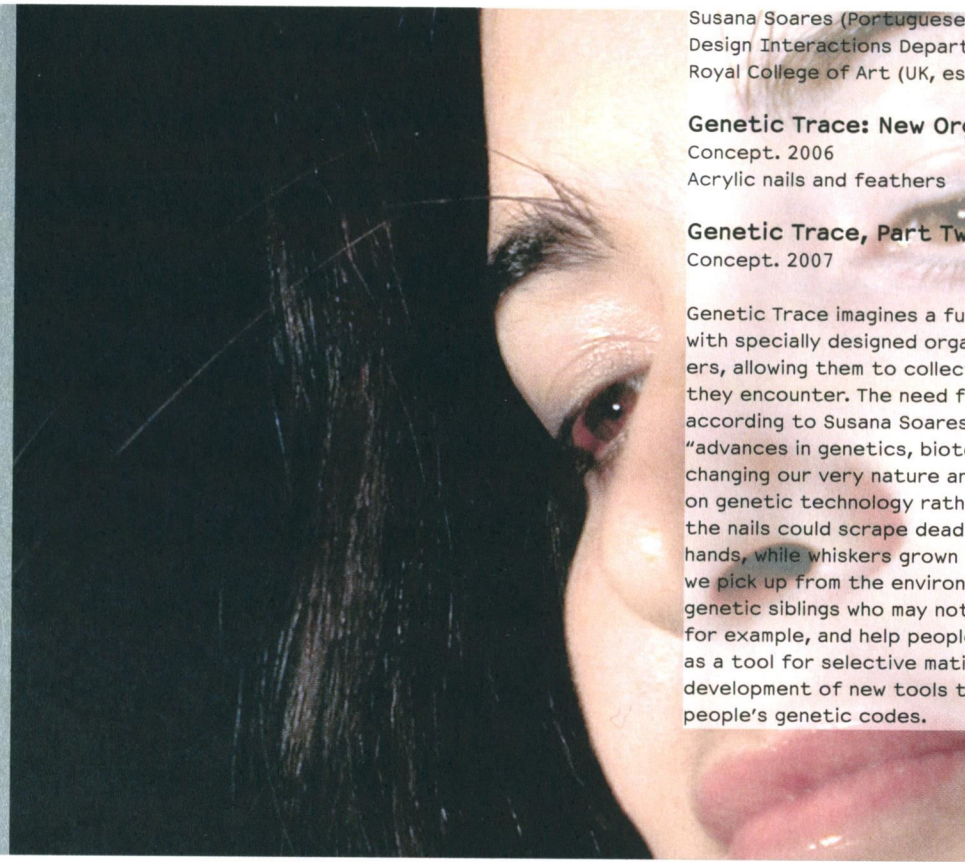 Susana Soares (Portuguese
Design Interactions Depart
Royal College of Art (UK, es
Genetic Trace: New Orc
Concept. 2006
Acrylic nails and feathers
Genetic Trace, Part Tw
Concept. 2007
Genetic Trace imagines a fu
with specially designed orga
ers, allowing them to collec
they encounter. The need f
according to Susana Soares
“advances in genetics, biote
changing our very nature an
on genetic technology rath
the nails could scrape dead
hands, while whiskers grown
we pick up from the environ
genetic siblings who may not
for example, and help people
as a tool for selective mati
development of new tools t
people’s genetic codes.